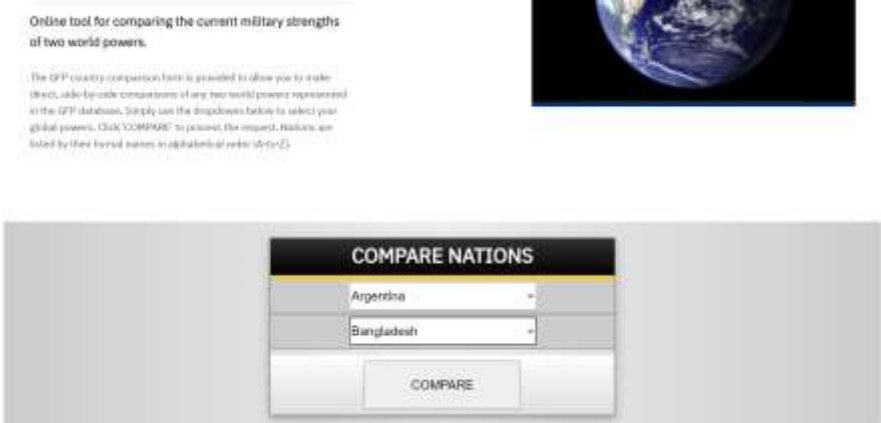 Online tool for comparing the current military strengths
of two world powers.
The GFP country comparison form is provided to allow you to make
direct, side-by-side comparisons of any two world powers represented
in the GFP database. Simply use the dropdowns below to select your
global powers. Click 'COMPARE' to process the request. Nations are
listed by their formal names in alphabetical order (A-to-Z).
COMPARE NATIONS
Argentina
Bangladesh
COMPARE